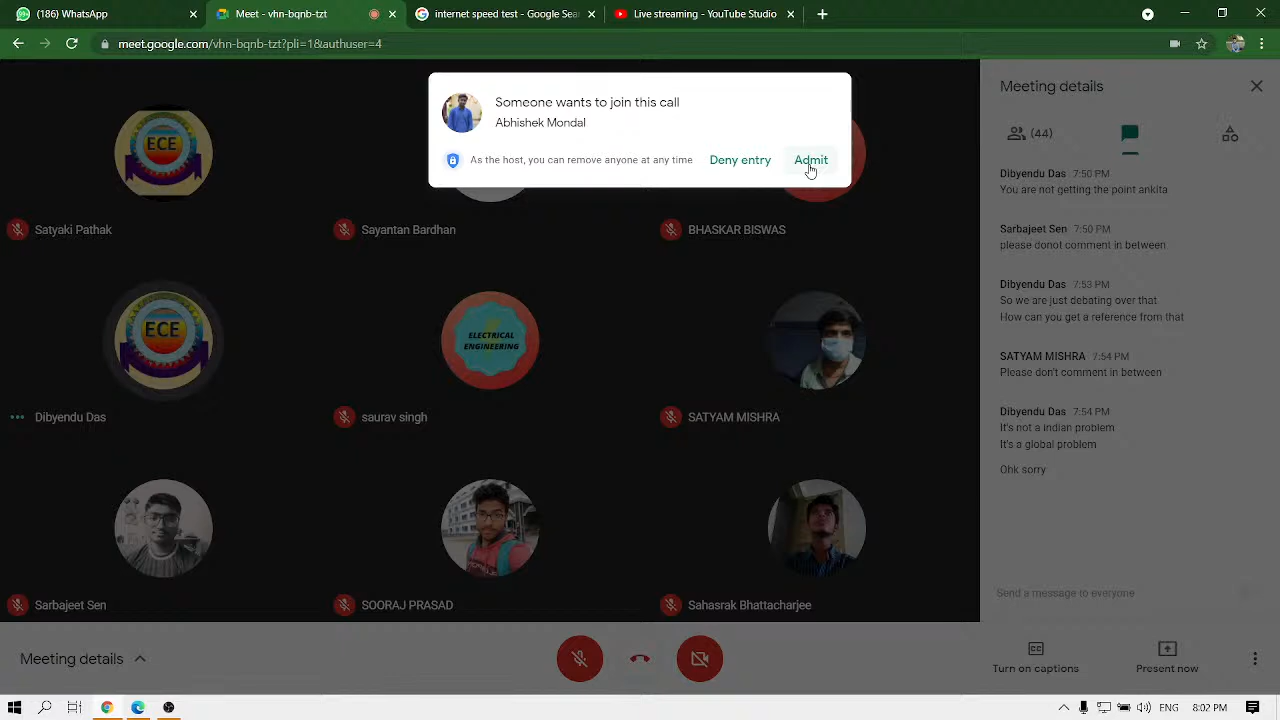 (186) WhatsApp
Meet - vhn-bqnb-tzt
internet speed test - Google Sea
Live streaming - YouTube Studio
meet.google.com/vhn-bqnb-tzt?pli=1&authuser=4
Someone wants to join this call
Abhishek Mondal
As the host, you can remove anyone at any time
Deny entry
Admit
ECE
Satyaki Pathak
Sayantan Bardhan
BHASKAR BISWAS
ECE
ELECTRICAL
ENGINEERING
Dibyendu Das
saurav singh
SATYAM MISHRA
Sarbajeet Sen
SOORAJ PRASAD
Sahasrak Bhattacharjee
Meeting details
(44)
Dibyendu Das 7:50 PM
You are not getting the point ankita
Sarbajeet Sen 7:50 PM
please donot comment in between
Dibyendu Das 7:53 PM
So we are just debating over that
How can you get a reference from that
SATYAM MISHRA 7:54 PM
Please don't comment in between
Dibyendu Das 7:54 PM
It's not a indian problem
It's a global problem
Ohk sorry
Send a message to everyone
Meeting details
Turn on captions
Present now
ENG
8:02 PM